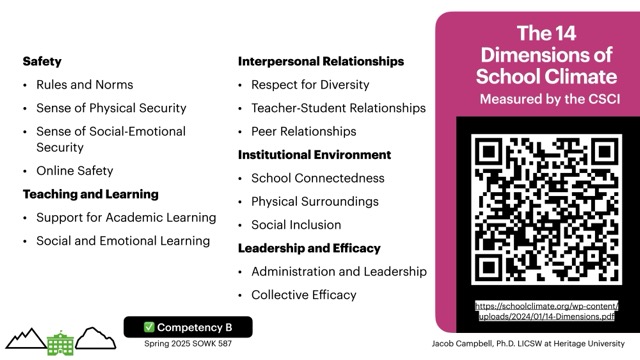 Safety
• Rules and Norms
• Sense of Physical Security
• Sense of Social-Emotional
Security
• Online Safety
Teaching and Learning
• Support for Academic Learning
• Social and Emotional Learning
Interpersonal Relationships
• Respect for Diversity
• Teacher-Student Relationships
• Peer Relationships
Institutional Environment
• School Connectedness
• Physical Surroundings
• Social Inclusion
Leadership and Efficacy
• Administration and Leadership
• Collective Efficacy
The 14
Dimensions of
School Climate
Measured by the CSCI
https://schoolclimate.org/wp-content/
uploads/2024/01/14-Dimensions.pdf
✅ Competency B
Spring 2025 SOWK 587
Jacob Campbell, Ph.D. LICSW at Heritage University